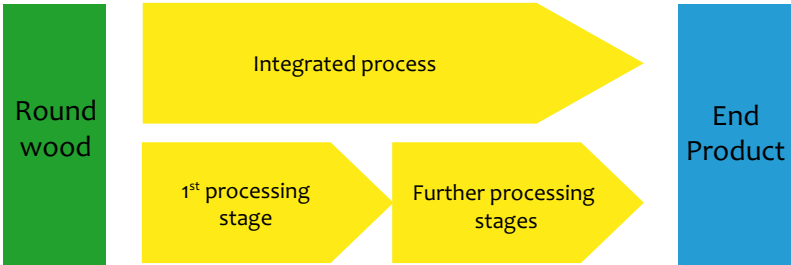 Round
wood
Integrated process
1st processing
stage
Further processing
stages
End
Product